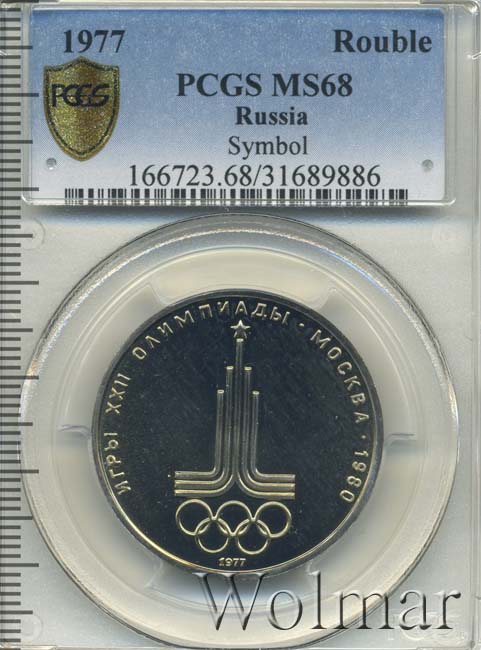 1977 Rouble
PCGS
PCGS MS68
Russia
Symbol
166723.68/31689886
ИГРЫ XXII ОЛИМПИАДЫ · МОСКВА · 1980
1977
Wolmar